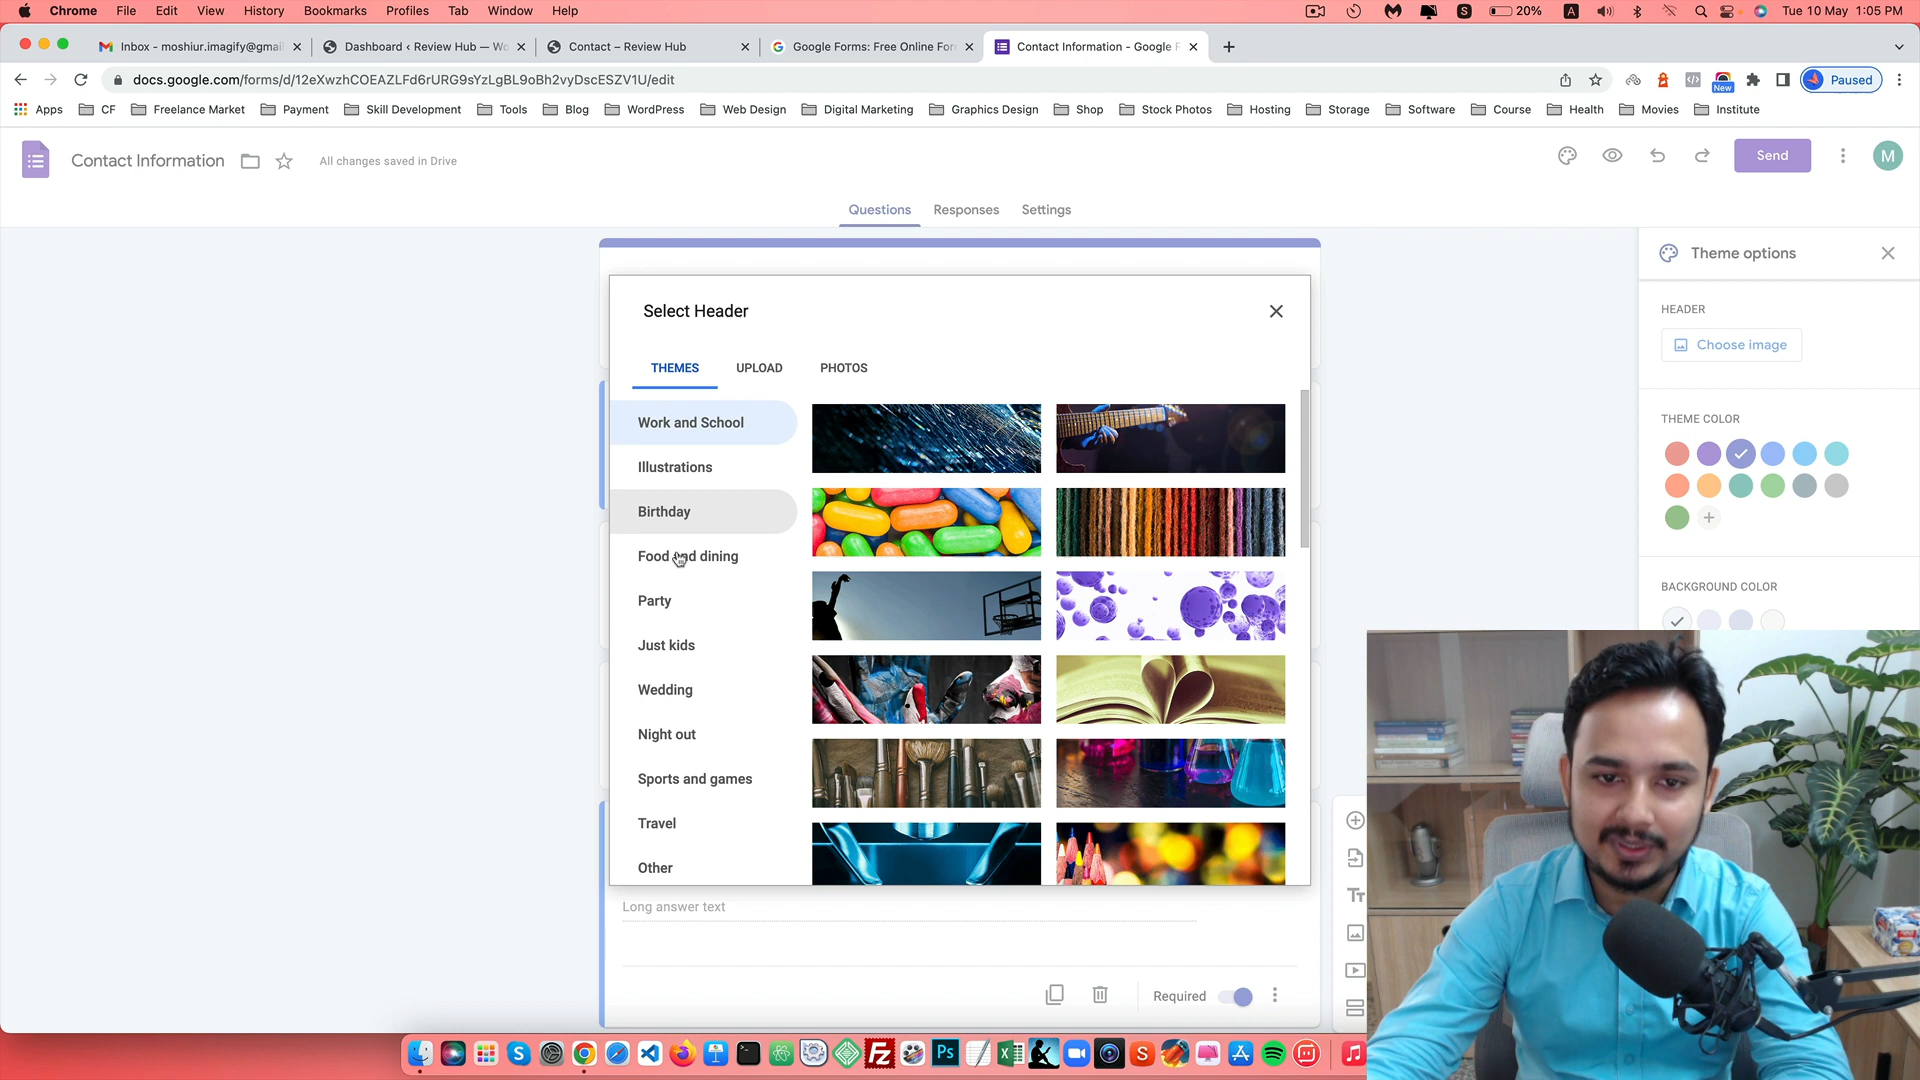 Chrome File Edit View History Bookmarks Profiles Tab Window Help 20% A Tue 10 May 1:05 PM
Inbox - moshiur.imagify@gmai Dashboard ‹ Review Hub — Wo Contact – Review Hub Google Forms: Free Online For Contact Information - Google F
docs.google.com/forms/d/12eXwzhCOEAZLFd6rURG9sYzLgBL9oBh2vyDscESZV1U/edit New Paused
Apps CF Freelance Market Payment Skill Development Tools Blog WordPress Web Design Digital Marketing Graphics Design Shop Stock Photos Hosting Storage Software Course Health Movies Institute
Contact Information All changes saved in Drive Send M
Questions Responses Settings
Theme options
Select Header
HEADER
Choose image
THEMES UPLOAD PHOTOS
THEME COLOR
Work and School
Illustrations
Birthday
Food and dining
BACKGROUND COLOR
Party
Just kids
Wedding
Night out
Sports and games
Travel
Other
Long answer text
Tt
Required
S Fz Ps X S